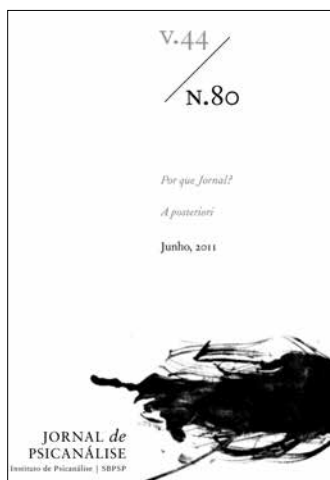 V.44
N.80
Por que Jornal?
A posteriori
Junho, 2011
JORNAL de
PSICANÁLISE
Instituto de Psicanálise | SBPSP